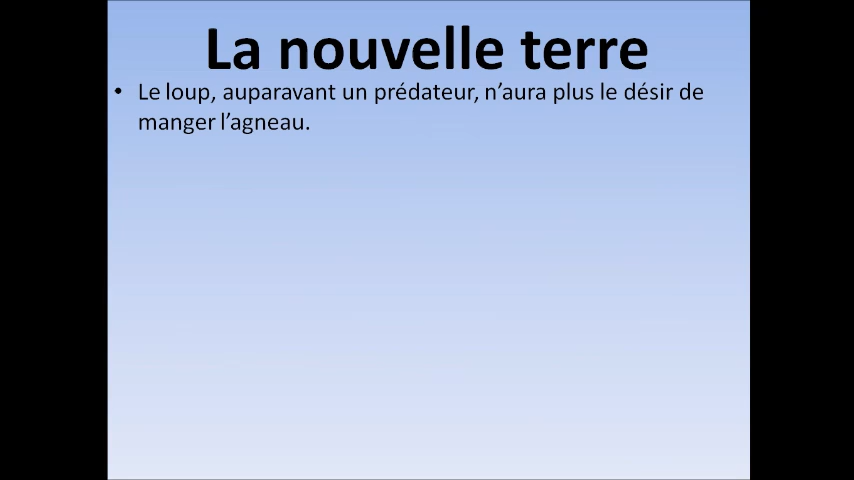 La nouvelle terre
• Le loup, auparavant un prédateur, n’aura plus le désir de
manger l’agneau.